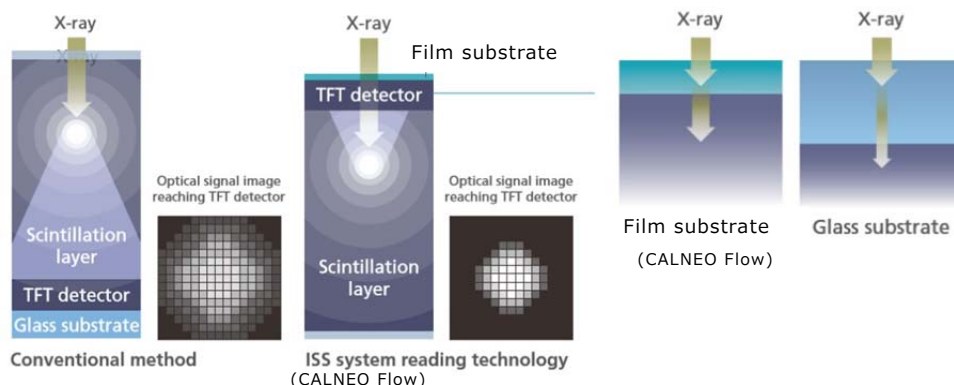 X-ray
X-ray
Scintillation
layer
TFT detector
Glass substrate
Optical signal image
reaching TFT detector
Conventional method
X-ray
Film substrate
TFT detector
Scintillation
layer
Optical signal image
reaching TFT detector
ISS system reading technology
(CALNEO Flow)
X-ray
Film substrate
(CALNEO Flow)
X-ray
Glass substrate